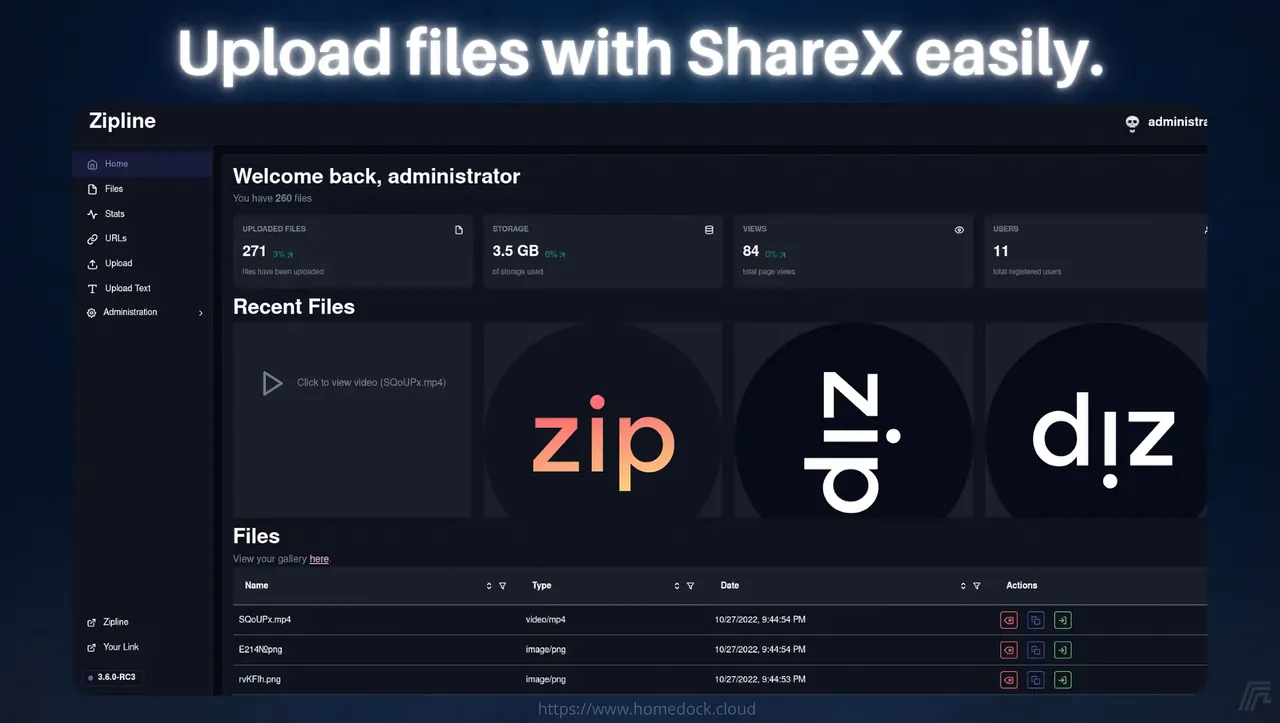 Upload files with ShareX easily.
Zipline
administra
Home
Files
Stats
URLs
Upload
Upload Text
Administration
Zipline
Your Link
3.6.0-RC3
Welcome back, administrator
You have 260 files
UPLOADED FILES
271 3%
files have been uploaded
STORAGE
3.5 GB 0%
of storage used
VIEWS
84 0%
total page views
USERS
11
total registered users
Recent Files
Click to view video (SQoUPx.mp4)
zip
zip
zip
Files
View your gallery here.
Name Type Date Actions
SQoUPx.mp4 video/mp4 10/27/2022, 9:44:54 PM
image/png 10/27/2022, 9:44:54 PM
rvKFlh.png image/png 10/27/2022, 9:44:53 PM
https://www.homedock.cloud